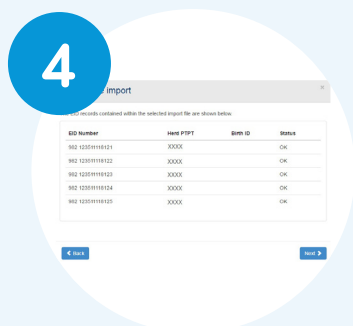 4
import
×
EID records contained within the selected import file are shown below.
EID Number Herd PTPT Birth ID Status
982 123511118121 XXXX OK
982 123511118122 XXXX OK
982 123511118123 XXXX OK
982 123511118124 XXXX OK
982 123511118125 XXXX OK
Back Next